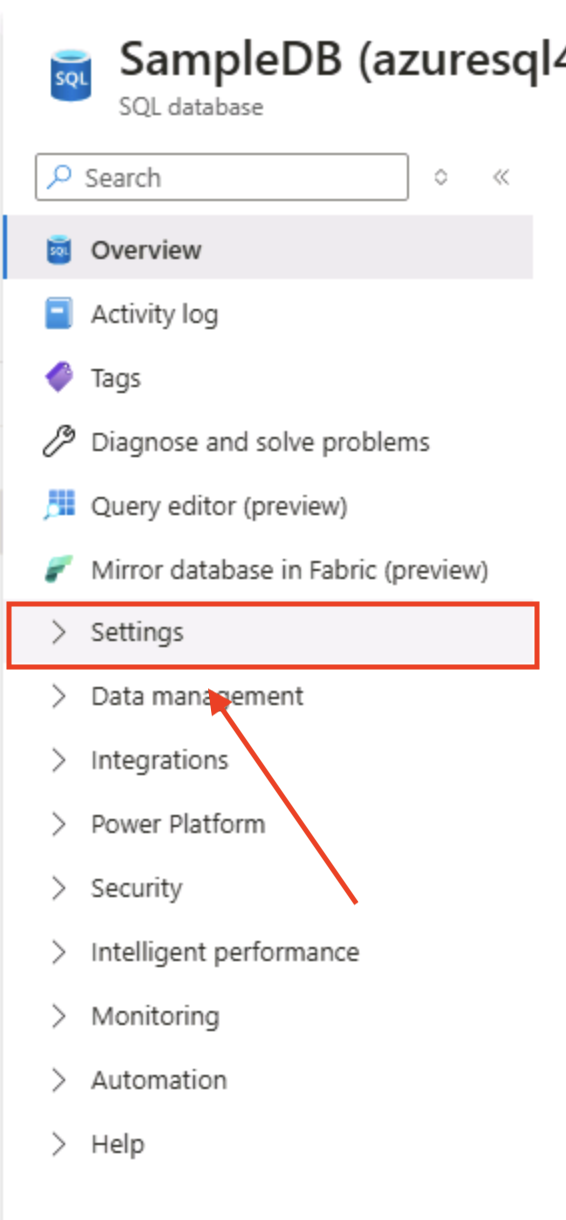 SampleDB (azuresql4
SQL
SQL database
Search
SQL
Overview
Activity log
Tags
Diagnose and solve problems
Query editor (preview)
Mirror database in Fabric (preview)
Settings
Data management
Integrations
Power Platform
Security
Intelligent performance
Monitoring
Automation
Help